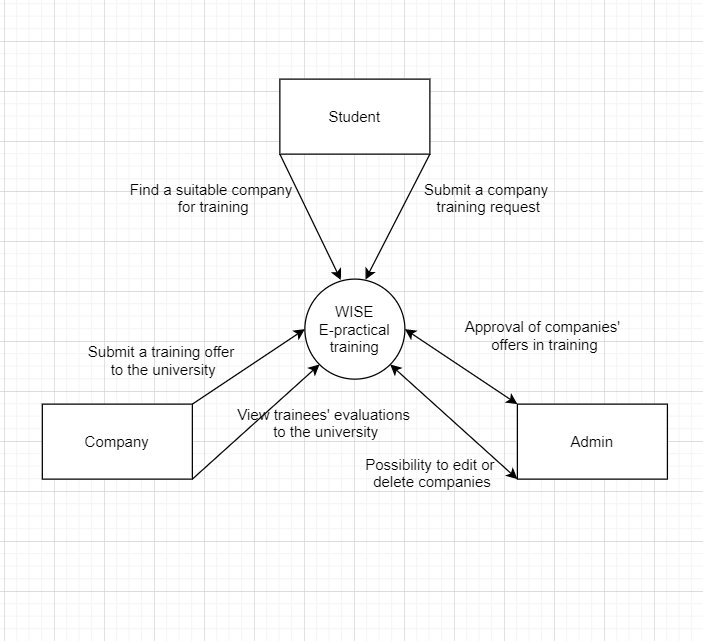 Student
Find a suitable company
for training
Submit a company
training request
WISE
E-practical
training
Approval of companies'
offers in training
Submit a training offer
to the university
View trainees' evaluations
to the university
Company
Admin
Possibility to edit or
delete companies